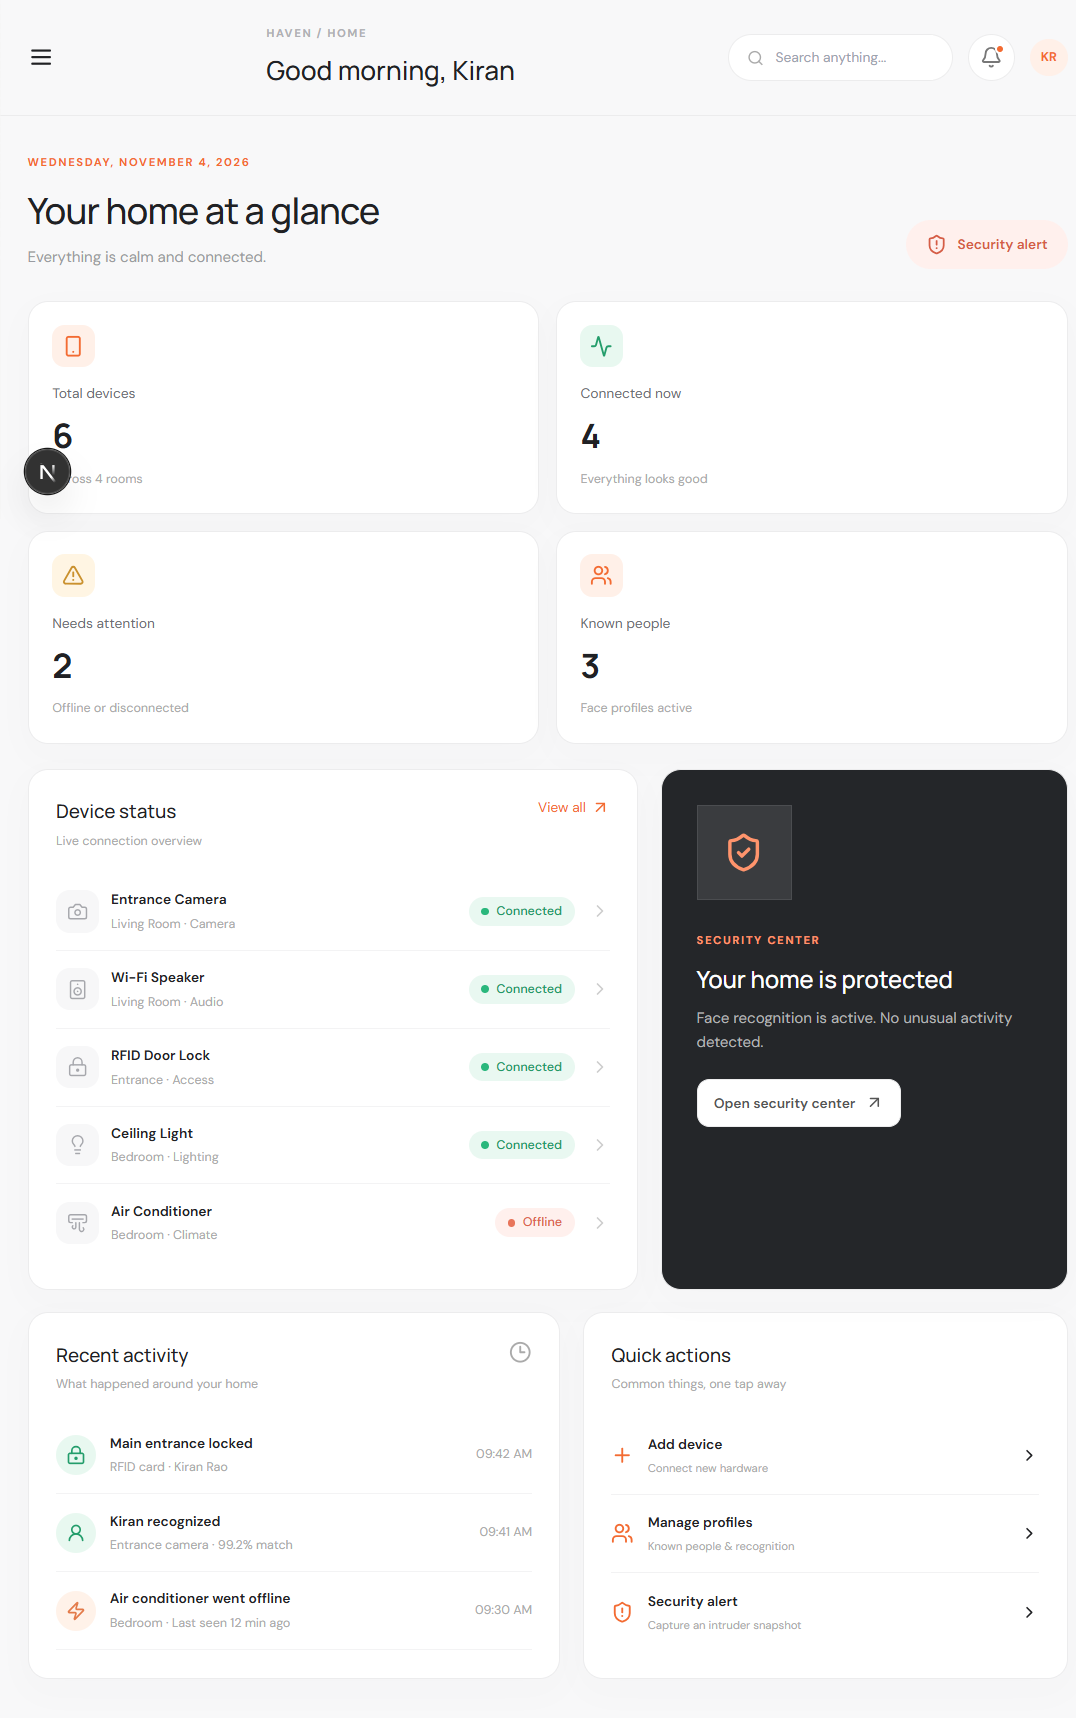 HAVEN / HOME
Good morning, Kiran
Search anything...
KR
WEDNESDAY, NOVEMBER 4, 2026
Your home at a glance
Everything is calm and connected.
Security alert
Total devices
6
oss 4 rooms
N
Connected now
4
Everything looks good
Needs attention
2
Offline or disconnected
Known people
3
Face profiles active
Device status
View all
Live connection overview
Entrance Camera
Living Room · Camera
Connected
Wi-Fi Speaker
Living Room · Audio
Connected
RFID Door Lock
Entrance · Access
Connected
Ceiling Light
Bedroom · Lighting
Connected
Air Conditioner
Bedroom · Climate
Offline
SECURITY CENTER
Your home is protected
Face recognition is active. No unusual activity
detected.
Open security center
Recent activity
What happened around your home
Main entrance locked
RFID card · Kiran Rao
09:42 AM
Kiran recognized
Entrance camera · 99.2% match
09:41 AM
Air conditioner went offline
Bedroom · Last seen 12 min ago
09:30 AM
Quick actions
Common things, one tap away
Add device
Connect new hardware
Manage profiles
Known people & recognition
Security alert
Capture an intruder snapshot